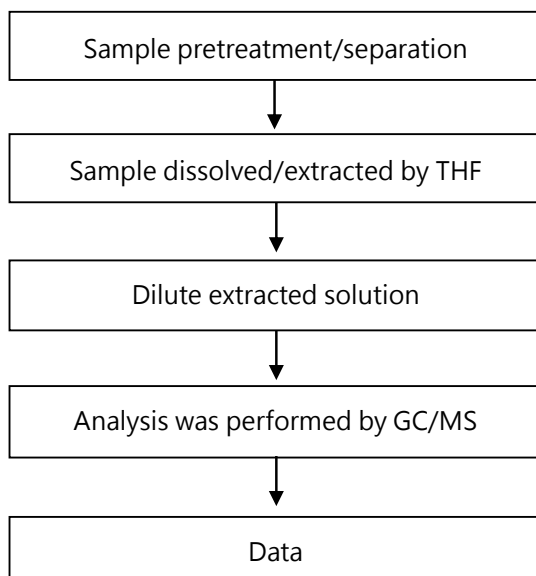 Sample pretreatment/separation
Sample dissolved/extracted by THF
Dilute extracted solution
Analysis was performed by GC/MS
Data